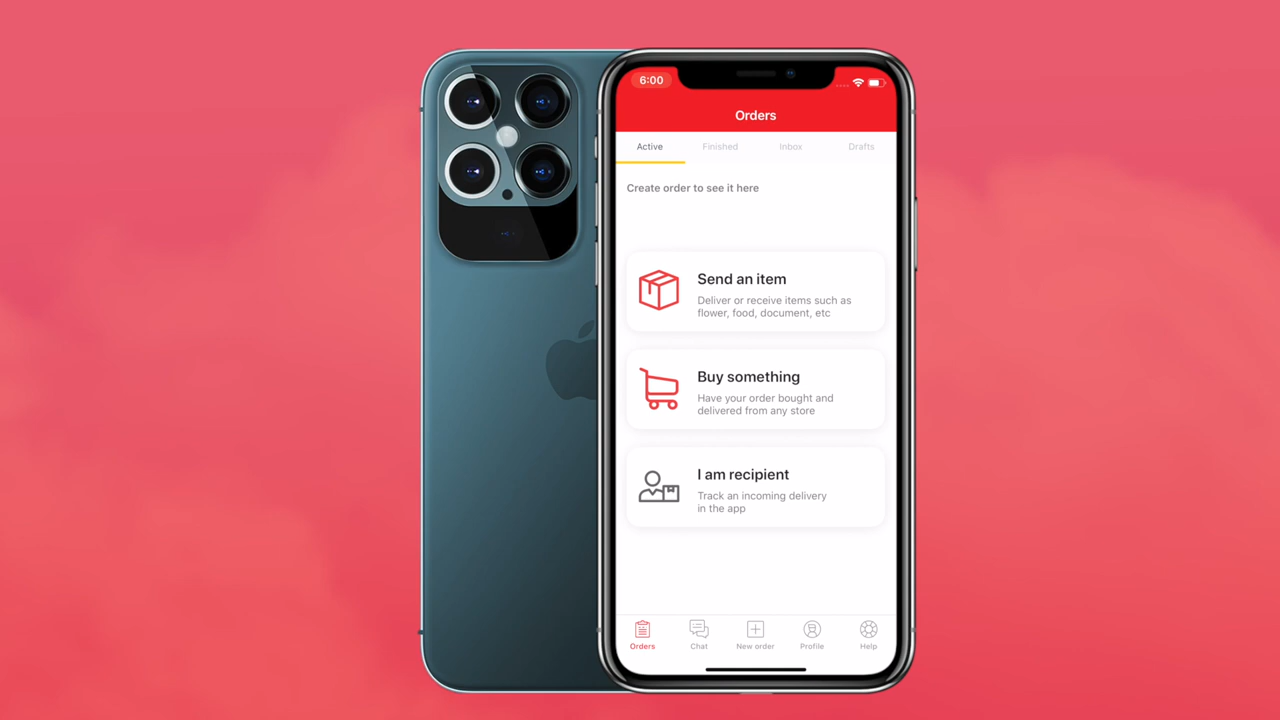 6:00
Orders
Active
Finished
Inbox
Drafts
Create order to see it here
Send an item
Deliver or receive items such as
flower, food, document, etc
Buy something
Have your order bought and
delivered from any store
I am recipient
Track an incoming delivery
in the app
Orders
Chat
New order
Profile
Help